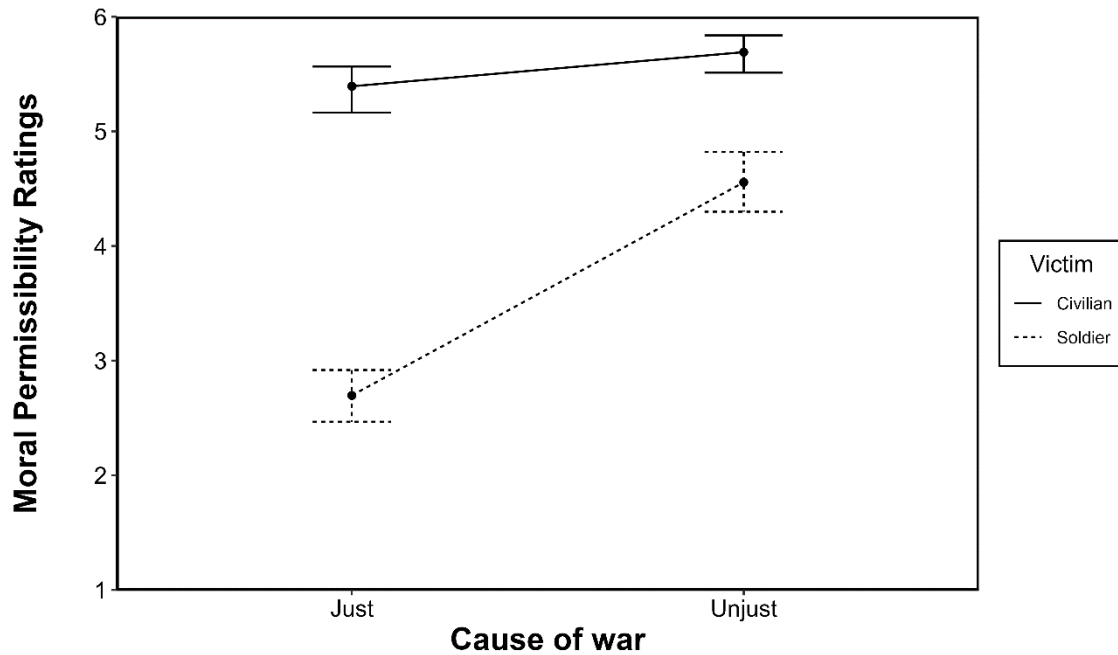 Moral Permissibility Ratings
6
5
4
3
2
1
Just
Unjust
Cause of war
Victim
Civilian
Soldier